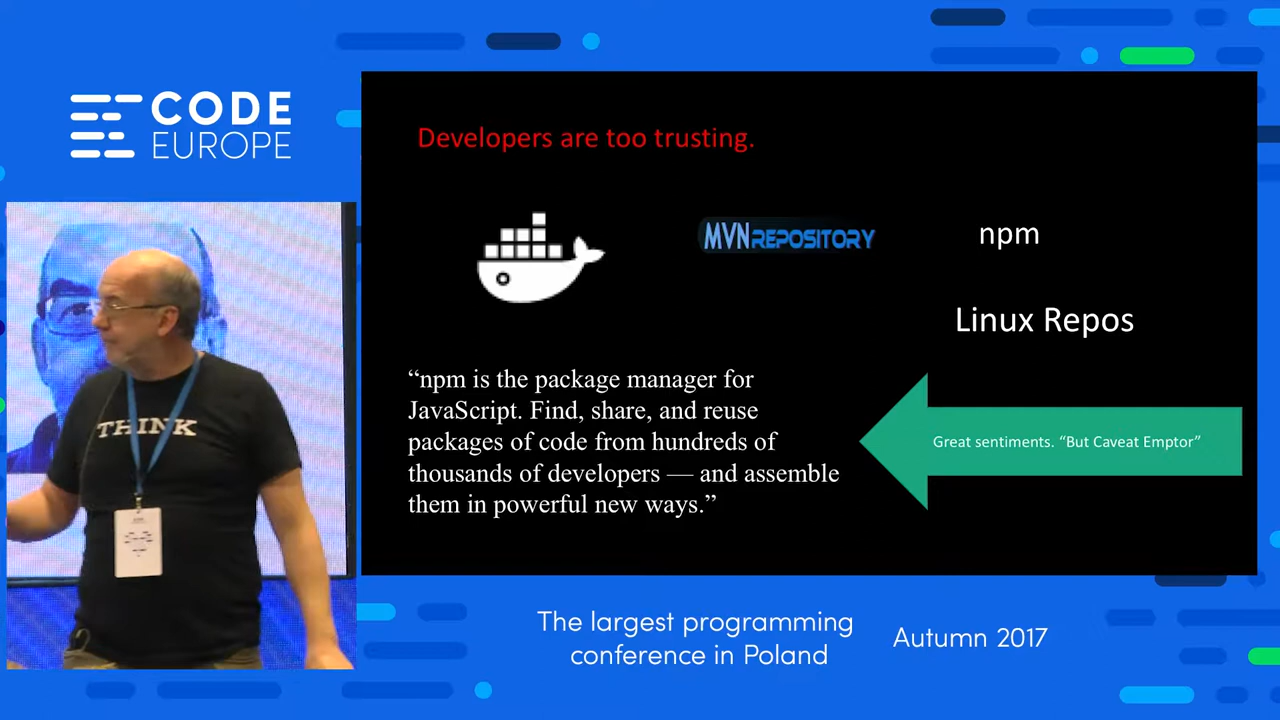 CODE
EUROPE
Developers are too trusting.
MVNREPOSITORY
npm
Linux Repos
“npm is the package manager for
JavaScript. Find, share, and reuse
packages of code from hundreds of
thousands of developers — and assemble
them in powerful new ways.”
Great sentiments. “But Caveat Emptor”
THINK
The largest programming
conference in Poland
Autumn 2017